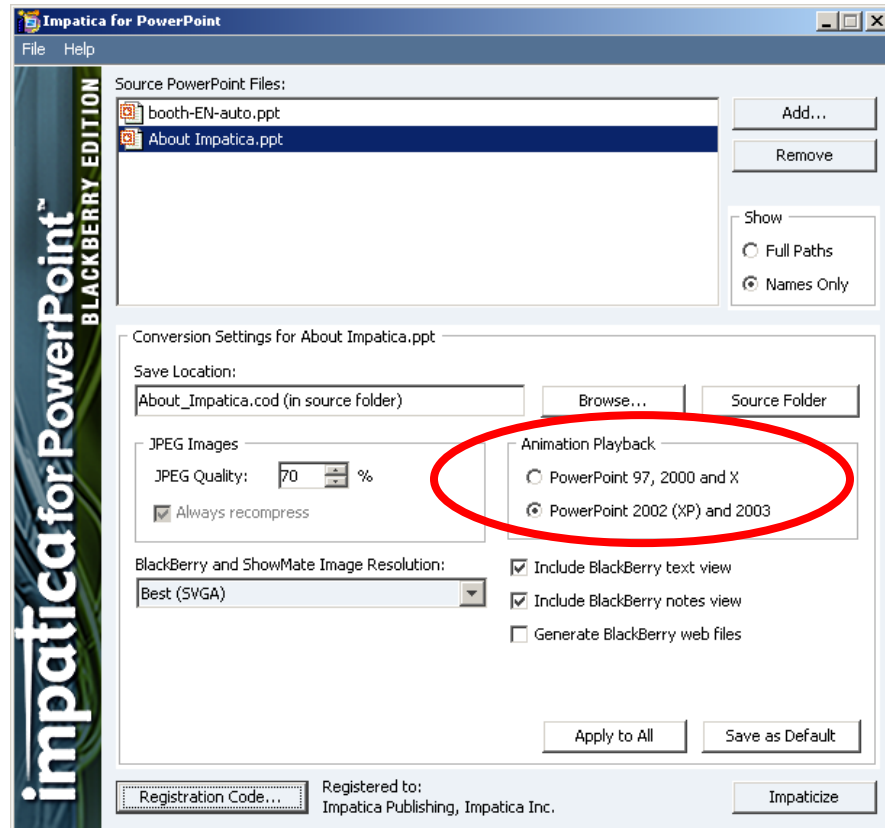 Impatica for PowerPoint
File Help
impatica for PowerPoint™
BLACKBERRY EDITION
Source PowerPoint Files:
booth-EN-auto.ppt
About Impatica.ppt
Add...
Remove
Show
Full Paths
Names Only
Conversion Settings for About Impatica.ppt
Save Location:
About_Impatica.cod (in source folder)
Browse...
Source Folder
JPEG Images
JPEG Quality: 70 %
Always recompress
Animation Playback
PowerPoint 97, 2000 and X
PowerPoint 2002 (XP) and 2003
BlackBerry and ShowMate Image Resolution:
Best (SVGA)
Include BlackBerry text view
Include BlackBerry notes view
Generate BlackBerry web files
Apply to All
Save as Default
Registration Code...
Registered to:
Impatica Publishing, Impatica Inc.
Impaticize